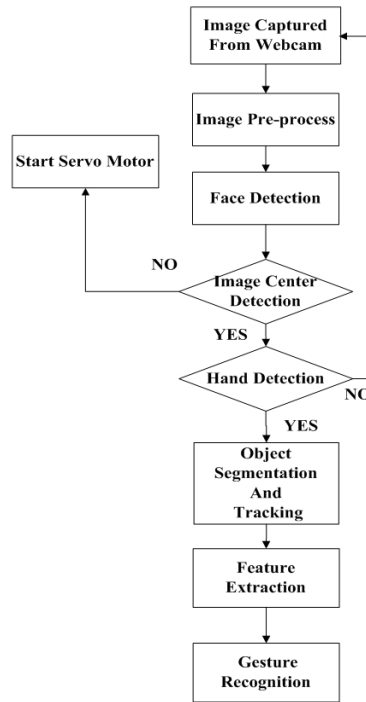 Image Captured
From Webcam
Image Pre-process
Start Servo Motor
Face Detection
NO
Image Center
Detection
YES
Hand Detection
NO
YES
Object
Segmentation
And
Tracking
Feature
Extraction
Gesture
Recognition